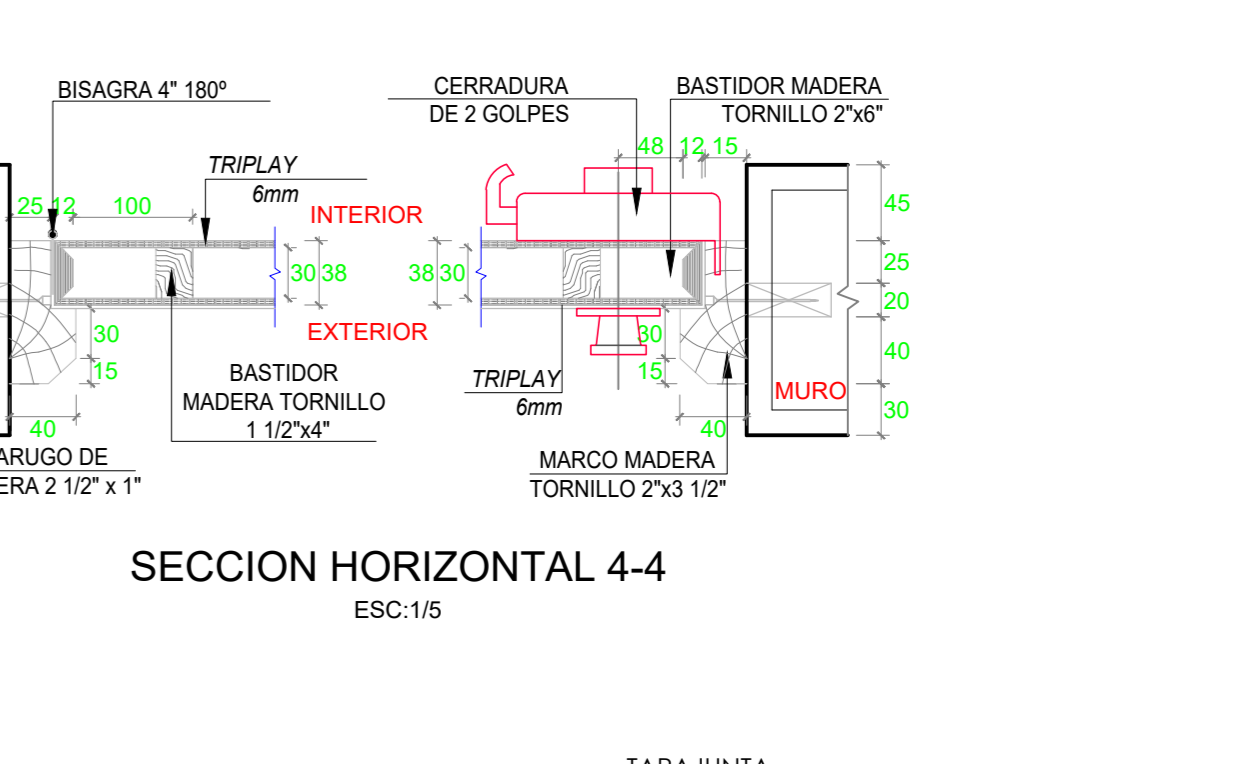 BISAGRA 4" 180º
CERRADURA
DE 2 GOLPES
BASTIDOR MADERA
TORNILLO 2"x6"
TRIPLAY
6mm
48 12 15
25 12 100
INTERIOR
45
30 38
38 30
25
20
EXTERIOR
30
15
30
15
40
30
BASTIDOR
MADERA TORNILLO
1 1/2"x4"
TRIPLAY
6mm
MURO
40
40
ARUGO DE
ERA 2 1/2" x 1"
MARCO MADERA
TORNILLO 2"x3 1/2"
SECCION HORIZONTAL 4-4
ESC:1/5